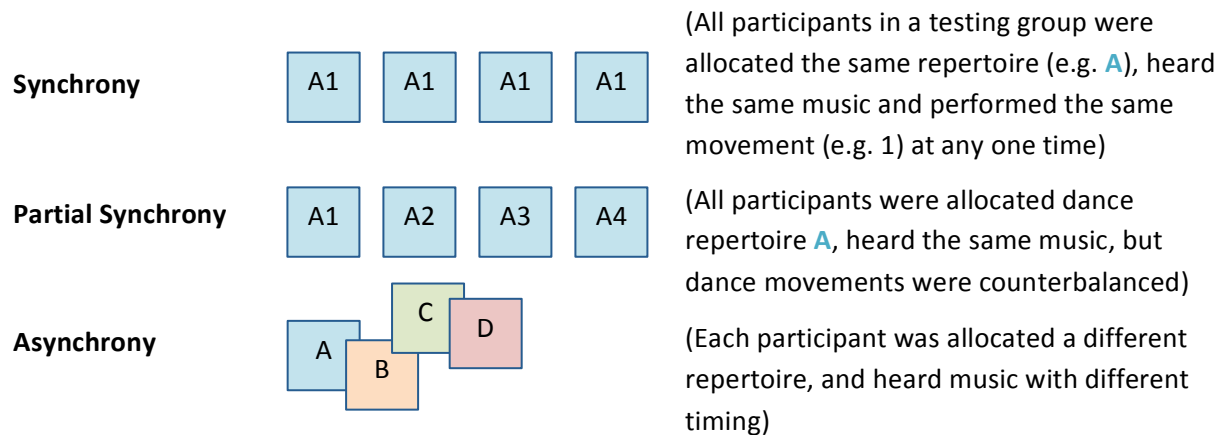 Synchrony
A1 A1 A1 A1
(All participants in a testing group were
allocated the same repertoire (e.g. A), heard
the same music and performed the same
movement (e.g. 1) at any one time)
Partial Synchrony
A1 A2 A3 A4
(All participants were allocated dance
repertoire A, heard the same music, but
dance movements were counterbalanced)
Asynchrony
A B C D
(Each participant was allocated a different
repertoire, and heard music with different
timing)